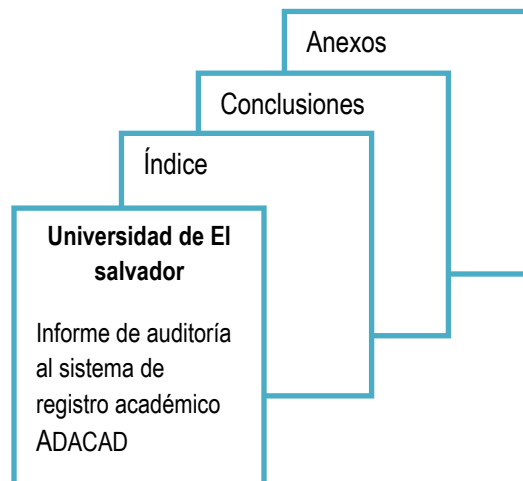 Anexos
Conclusiones
Índice
Universidad de El
salvador
Informe de auditoría
al sistema de
registro académico
ADACAD